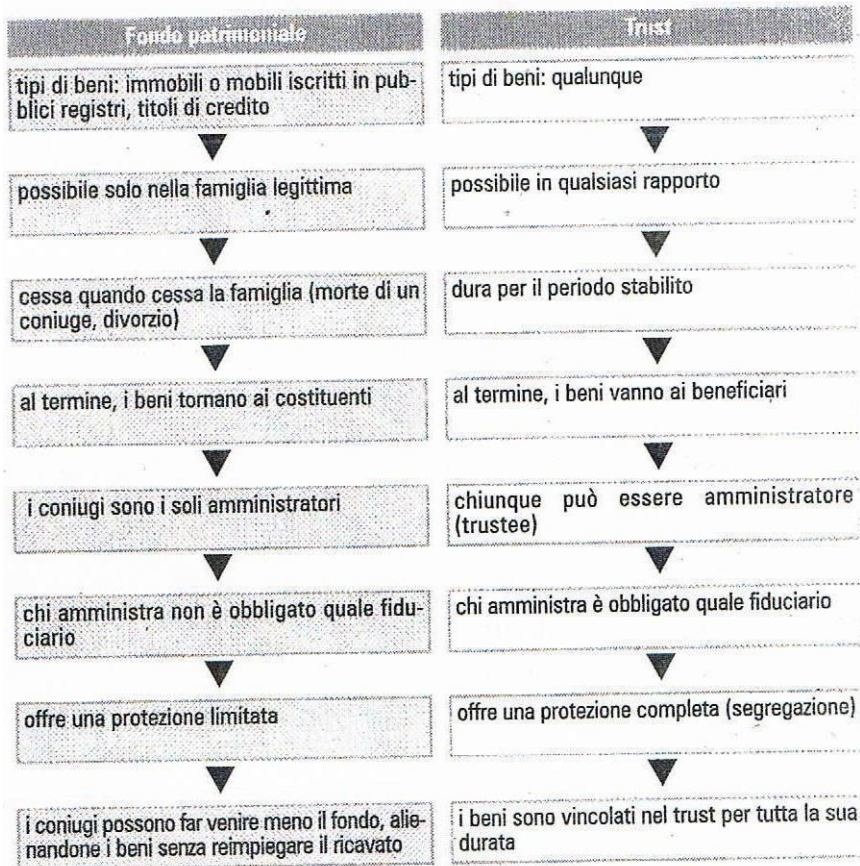 Fondo patrimoniale
tipi di beni: immobili o mobili iscritti in pub-
blici registri, titoli di credito
possibile solo nella famiglia legittima
cessa quando cessa la famiglia (morte di un
coniuge, divorzio)
al termine, i beni tornano ai costituenti
i coniugi sono i soli amministratori
chi amministra non è obbligato quale fidu-
ciario
offre una protezione limitata
i coniugi possono far venire meno il fondo, alie-
nandone i beni senza reimpiegare il ricavato
Trust
tipi di beni: qualunque
possibile in qualsiasi rapporto
dura per il periodo stabilito
al termine, i beni vanno ai beneficiari
chiunque può essere amministratore
(trustee)
chi amministra è obbligato quale fiduciario
offre una protezione completa (segregazione)
i beni sono vincolati nel trust per tutta la sua
durata